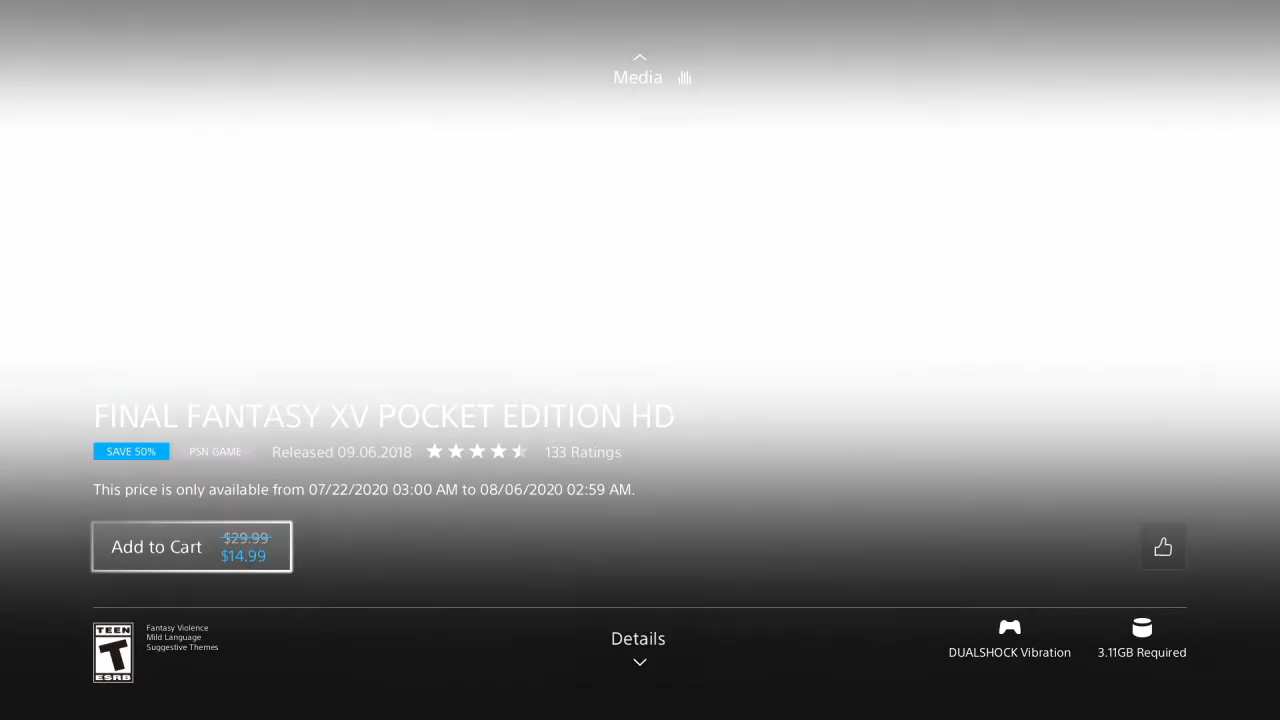 Media
FINAL FANTASY XV POCKET EDITION HD
SAVE 50% PSN GAME Released 09.06.2018 133 Ratings
This price is only available from 07/22/2020 03:00 AM to 08/06/2020 02:59 AM.
Add to Cart $29.99
$14.99
TEEN
T
ESRB
Fantasy Violence
Mild Language
Suggestive Themes
Details
DUALSHOCK Vibration 3.11GB Required